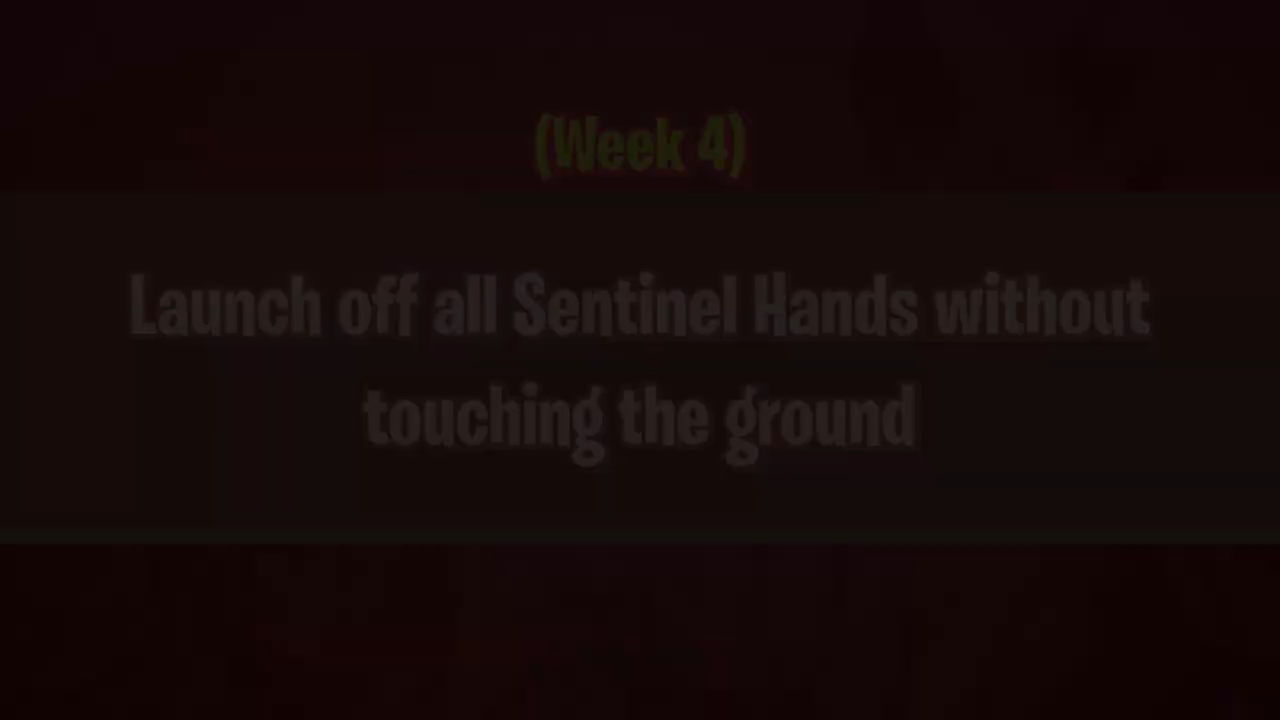 (Week 4)
Launch off all Sentinel Hands without
touching the ground